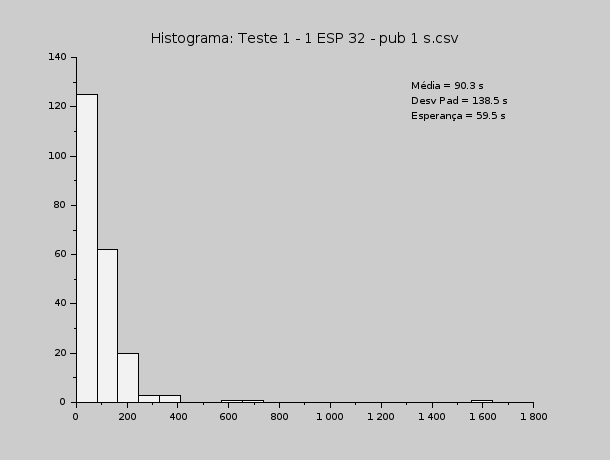 Histograma: Teste 1 - 1 ESP 32 - pub 1 s.csv
140
120
100
80
60
40
20
0
Média = 90.3 s
Desv Pad = 138.5 s
Esperança = 59.5 s
0 200 400 600 800 1 000 1 200 1 400 1 600 1 800